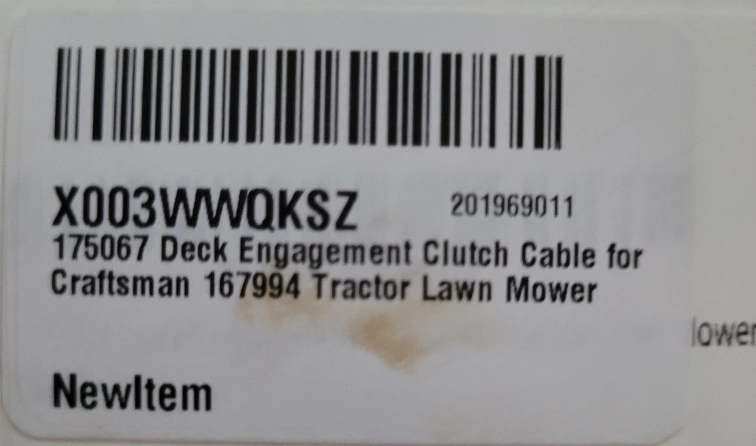 X003WWQKSZ 201969011
175067 Deck Engagement Clutch Cable for
Craftsman 167994 Tractor Lawn Mower
lower
NewItem